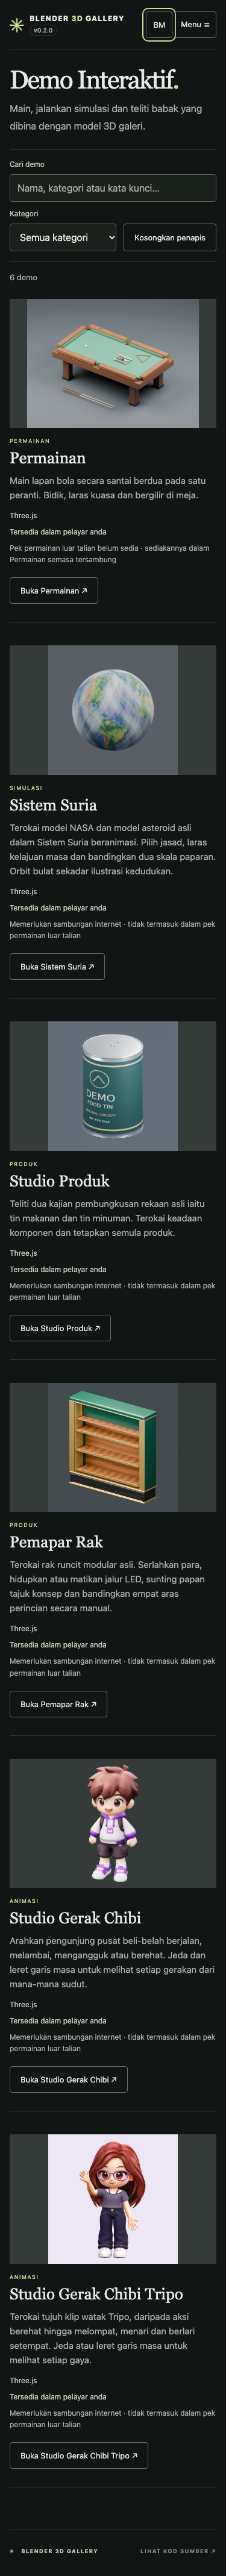 BLENDER 3D GALLERY
v0.2.0
BM
Menu ≡
Demo Interaktif.
Main, jalankan simulasi dan teliti babak yang
dibina dengan model 3D galeri.
Cari demo
Nama, kategori atau kata kunci...
Kategori
Semua kategori
Kosongkan penapis
6 demo
PERMAINAN
Permainan
Main lapan bola secara santai berdua pada satu
peranti. Bidik, laras kuasa dan bergilir di meja.
Three.js
Tersedia dalam pelayar anda
Pek permainan luar talian belum sedia · sediakannya dalam
Permainan semasa tersambung
Buka Permainan ↗
SIMULASI
Sistem Suria
Terokai model NASA dan model asteroid asli
dalam Sistem Suria beranimasi. Pilih jasad, laras
kelajuan masa dan bandingkan dua skala paparan.
Orbit bulat sekadar ilustrasi kedudukan.
Three.js
Tersedia dalam pelayar anda
Memerlukan sambungan internet · tidak termasuk dalam pek
permainan luar talian
Buka Sistem Suria ↗
DEMO
FOOD TIN
PRODUK
Studio Produk
Teliti dua kajian pembungkusan rekaan asli iaitu
tin makanan dan tin minuman. Terokai keadaan
komponen dan tetapkan semula produk.
Three.js
Tersedia dalam pelayar anda
Memerlukan sambungan internet · tidak termasuk dalam pek
permainan luar talian
Buka Studio Produk ↗
PRODUK
Pemapar Rak
Terokai rak runcit modular asli. Serlahkan para,
hidupkan atau matikan jalur LED, sunting papan
tajuk konsep dan bandingkan empat aras
perincian secara manual.
Three.js
Tersedia dalam pelayar anda
Memerlukan sambungan internet · tidak termasuk dalam pek
permainan luar talian
Buka Pemapar Rak ↗
ANIMASI
Studio Gerak Chibi
Arahkan pengunjung pusat beli-belah berjalan,
melambai, mengangguk atau berehat. Jeda dan
leret garis masa untuk melihat setiap gerakan dari
mana-mana sudut.
Three.js
Tersedia dalam pelayar anda
Memerlukan sambungan internet · tidak termasuk dalam pek
permainan luar talian
Buka Studio Gerak Chibi ↗
ANIMASI
Studio Gerak Chibi Tripo
Terokai tujuh klip watak Tripo, daripada aksi
berehat hingga melompat, menari dan berlari
setempat. Jeda atau leret garis masa untuk
melihat setiap gaya.
Three.js
Tersedia dalam pelayar anda
Memerlukan sambungan internet · tidak termasuk dalam pek
permainan luar talian
Buka Studio Gerak Chibi Tripo ↗
BLENDER 3D GALLERY
LIHAT KOD SUMBER ↗